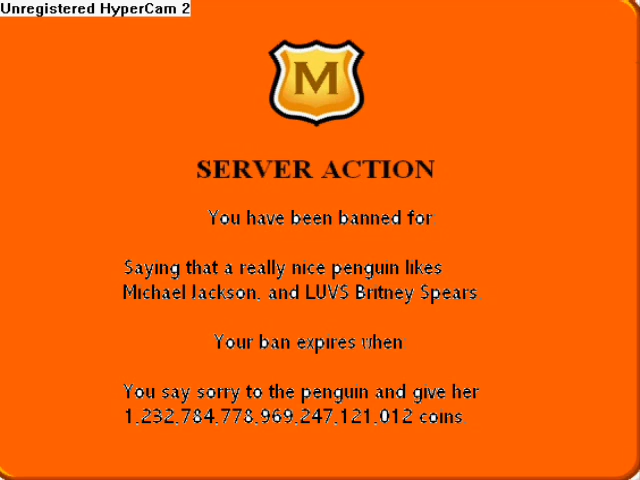 Unregistered HyperCam 2
M
SERVER ACTION
You have been banned for
Saying that a really nice penguin likes
Michael Jackson, and LUVS Britney Spears
Your ban expires when
You say sorry to the penguin and give her
1,232,784,778,969,247,121,012 coins